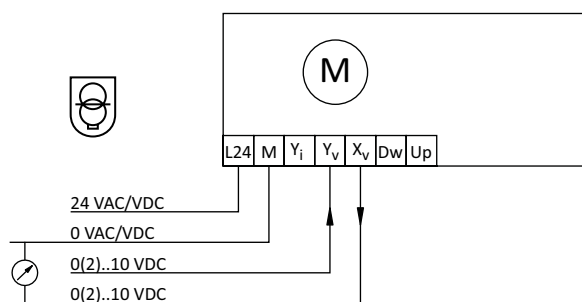 M
L24 M Yi Yv Xv Dw Up
24 VAC/VDC
0 VAC/VDC
0(2)..10 VDC
0(2)..10 VDC